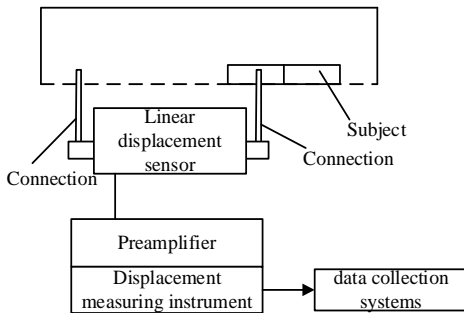 Linear
displacement
sensor
Subject
Connection
Connection
Preamplifier
Displacement
measuring instrument
data collection
systems